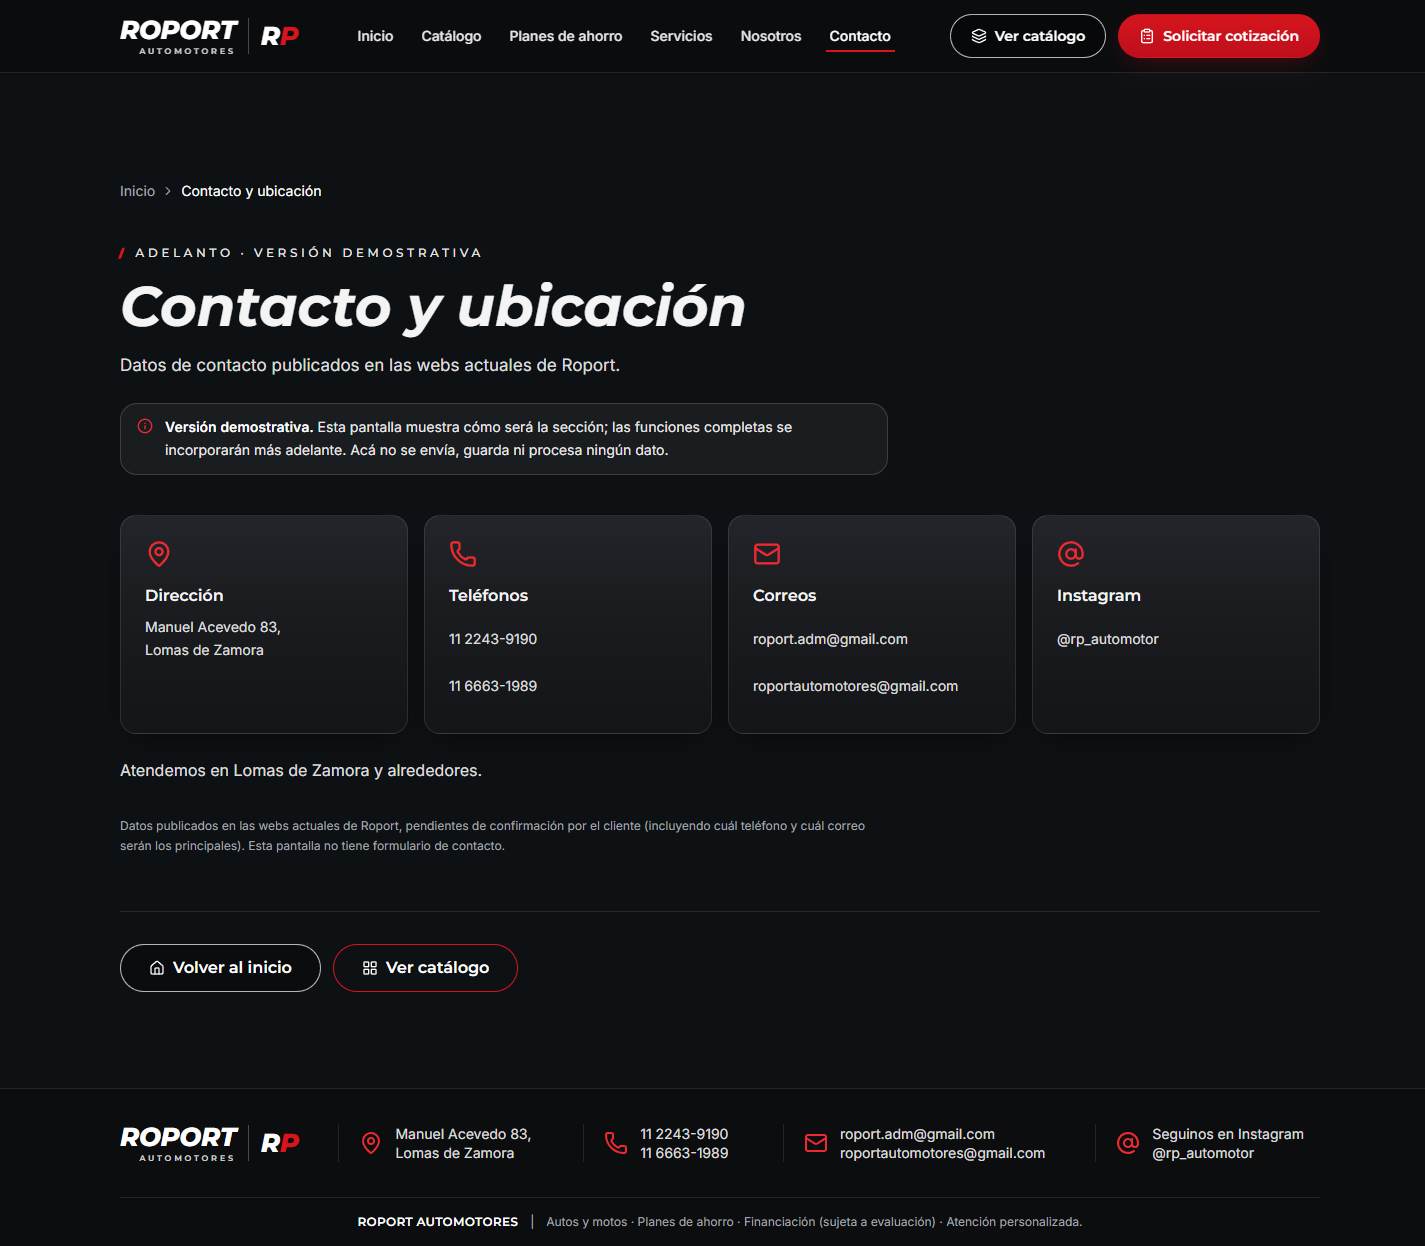 ROPORT
AUTOMOTORES
RP
Inicio
Catálogo
Planes de ahorro
Servicios
Nosotros
Contacto
Ver catálogo
Solicitar cotización
Inicio > Contacto y ubicación
/ ADELANTO · VERSIÓN DEMOSTRATIVA
Contacto y ubicación
Datos de contacto publicados en las webs actuales de Roport.
Versión demostrativa. Esta pantalla muestra cómo será la sección; las funciones completas se
incorporarán más adelante. Acá no se envía, guarda ni procesa ningún dato.
Dirección
Manuel Acevedo 83,
Lomas de Zamora
Teléfonos
11 2243-9190
11 6663-1989
Correos
roport.adm@gmail.com
roportautomotores@gmail.com
Instagram
@rp_automotor
Atendemos en Lomas de Zamora y alrededores.
Datos publicados en las webs actuales de Roport, pendientes de confirmación por el cliente (incluyendo cuál teléfono y cuál correo
serán los principales). Esta pantalla no tiene formulario de contacto.
Volver al inicio
Ver catálogo
ROPORT
AUTOMOTORES
RP
Manuel Acevedo 83,
Lomas de Zamora
11 2243-9190
11 6663-1989
roport.adm@gmail.com
roportautomotores@gmail.com
Seguinos en Instagram
@rp_automotor
ROPORT AUTOMOTORES | Autos y motos · Planes de ahorro · Financiación (sujeta a evaluación) · Atención personalizada.